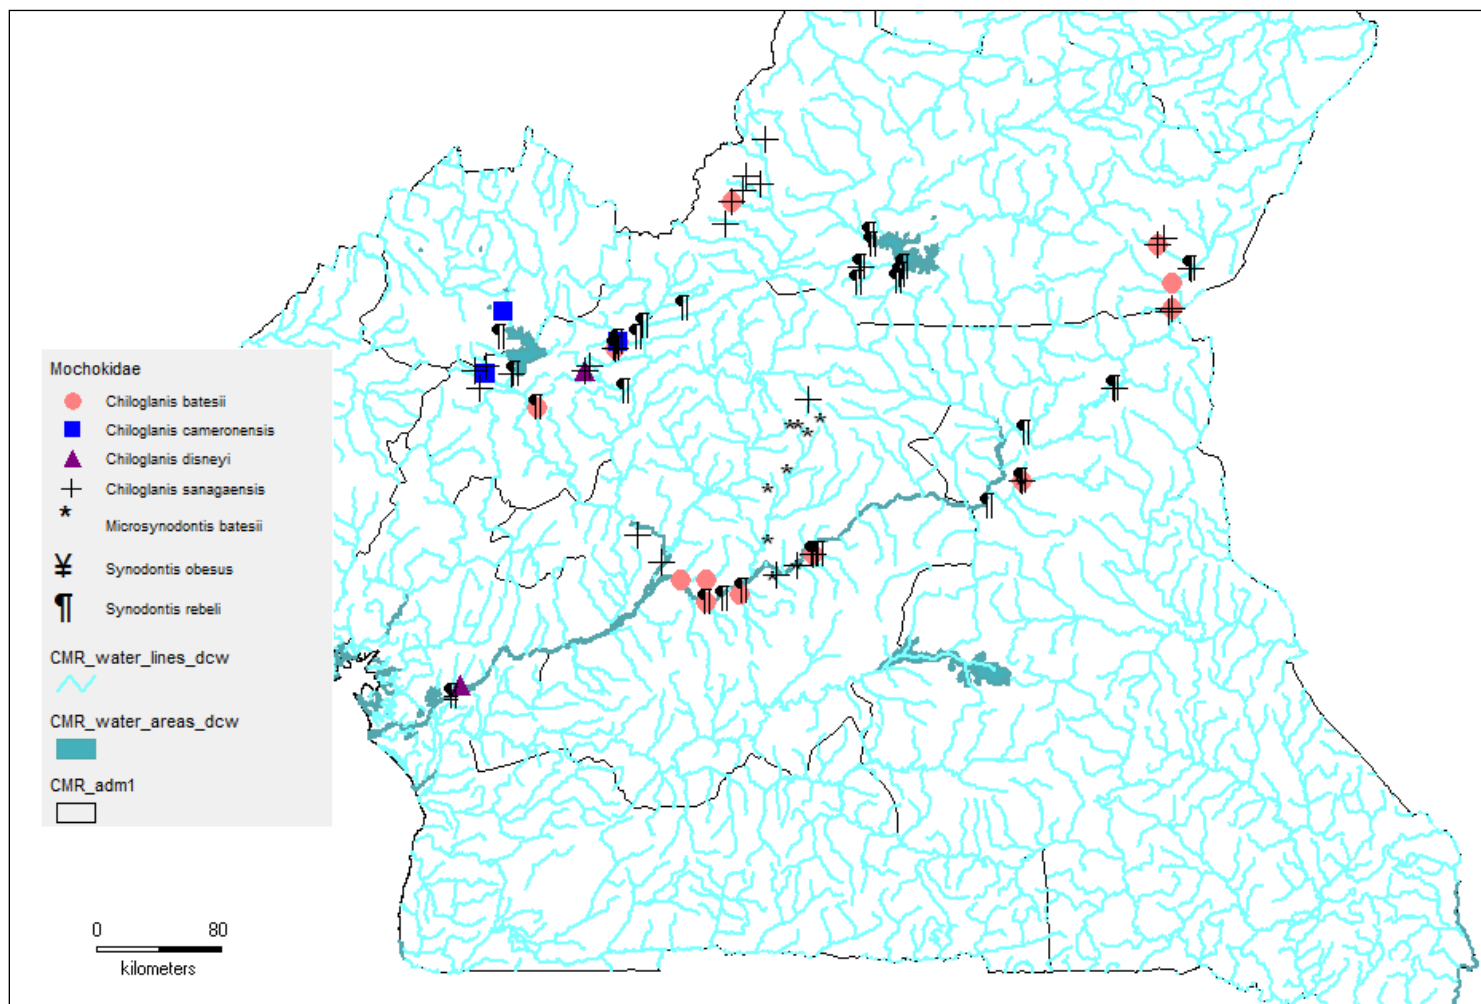 Mochokidae
Chiloglanis batesii
Chiloglanis cameronensis
Chiloglanis disneyi
Chiloglanis sanagaensis
Microsynodontis batesii
Synodontis obesus
Synodontis rebeli
CMR_water_lines_dcw
CMR_water_areas_dcw
CMR_adm1
0 80
kilometers